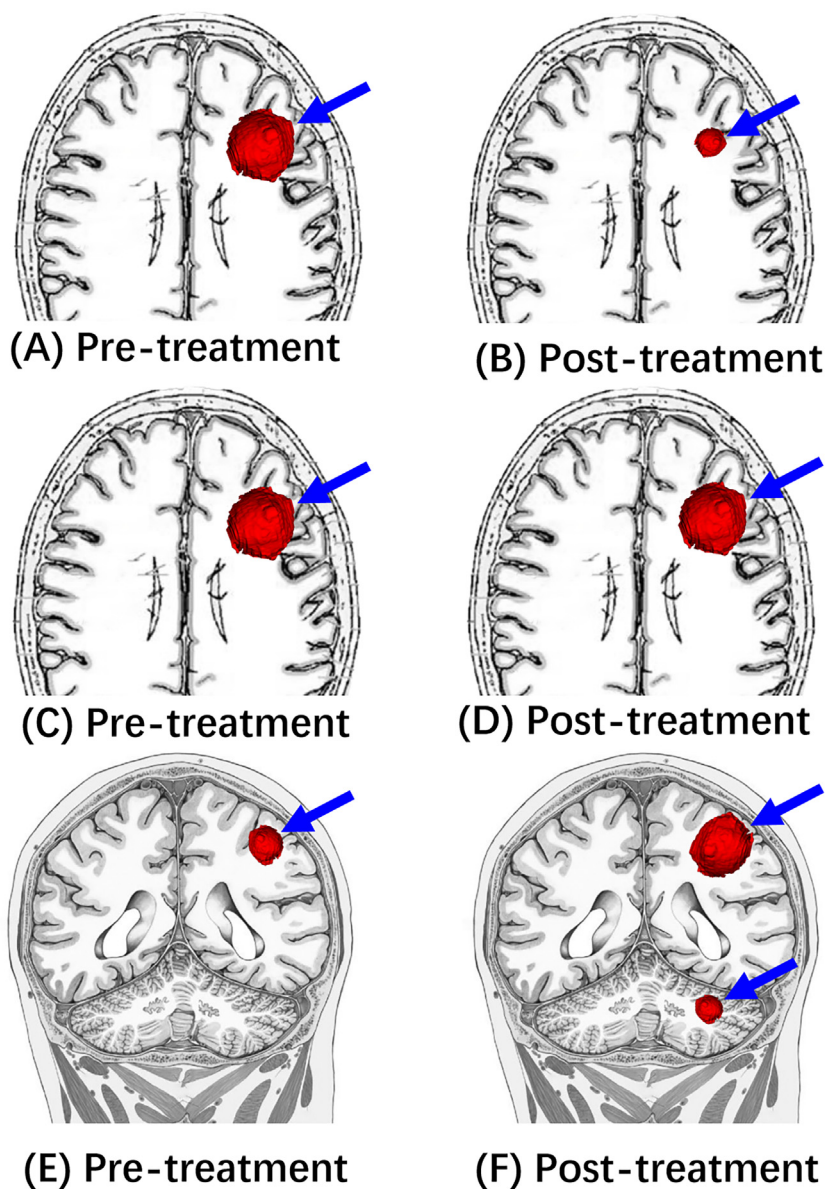 (A) Pre-treatment
(B) Post-treatment
(C) Pre-treatment
(D) Post-treatment
(E) Pre-treatment
(F) Post-treatment